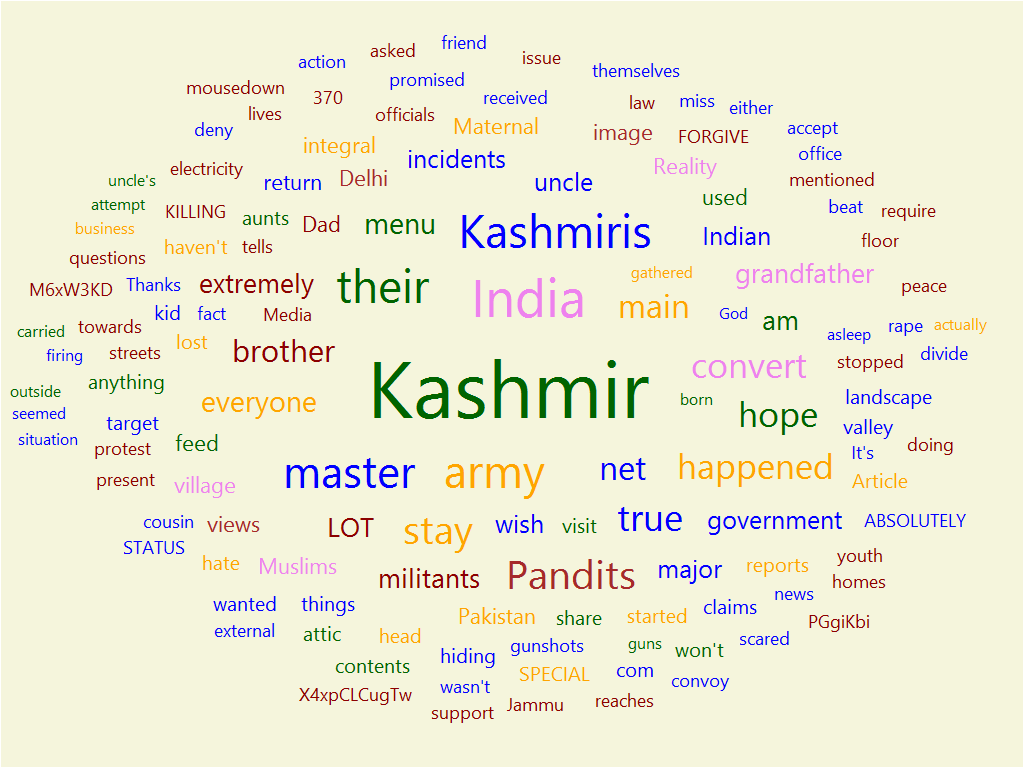 friend
asked
issue
action
themselves
promised
mousedown
370
received
law
miss
either
lives
officials
deny
Maternal
image
FORGIVE
accept
integral
incidents
office
electricity
Reality
uncle's
return
Delhi
uncle
mentioned
attempt
KILLING
aunts
Dad
menu
used
beat
require
business
Kashmiris
Indian
floor
haven't
tells
questions
gathered
grandfather
M6xW3KD
Thanks
extremely
their
India
main
peace
kid
fact
Media
God
am
carried
towards
asleep
rape
actually
firing
streets
lost
brother
convert
stopped
divide
outside
anything
everyone
Kashmir
born
hope
landscape
seemed
target
valley
situation
protest
feed
It's
doing
present
village
master
army
net
happened
Article
cousin
views
LOT
stay
wish
visit
true
government
ABSOLUTELY
STATUS
hate
Muslims
militants
Pandits
major
reports
youth
homes
wanted
things
Pakistan
share
started
claims
news
external
attic
head
PGgiKbi
contents
hiding
gunshots
guns
won't
scared
X4xpCLCugTw
wasn't
SPECIAL
com
convoy
support
Jammu
reaches